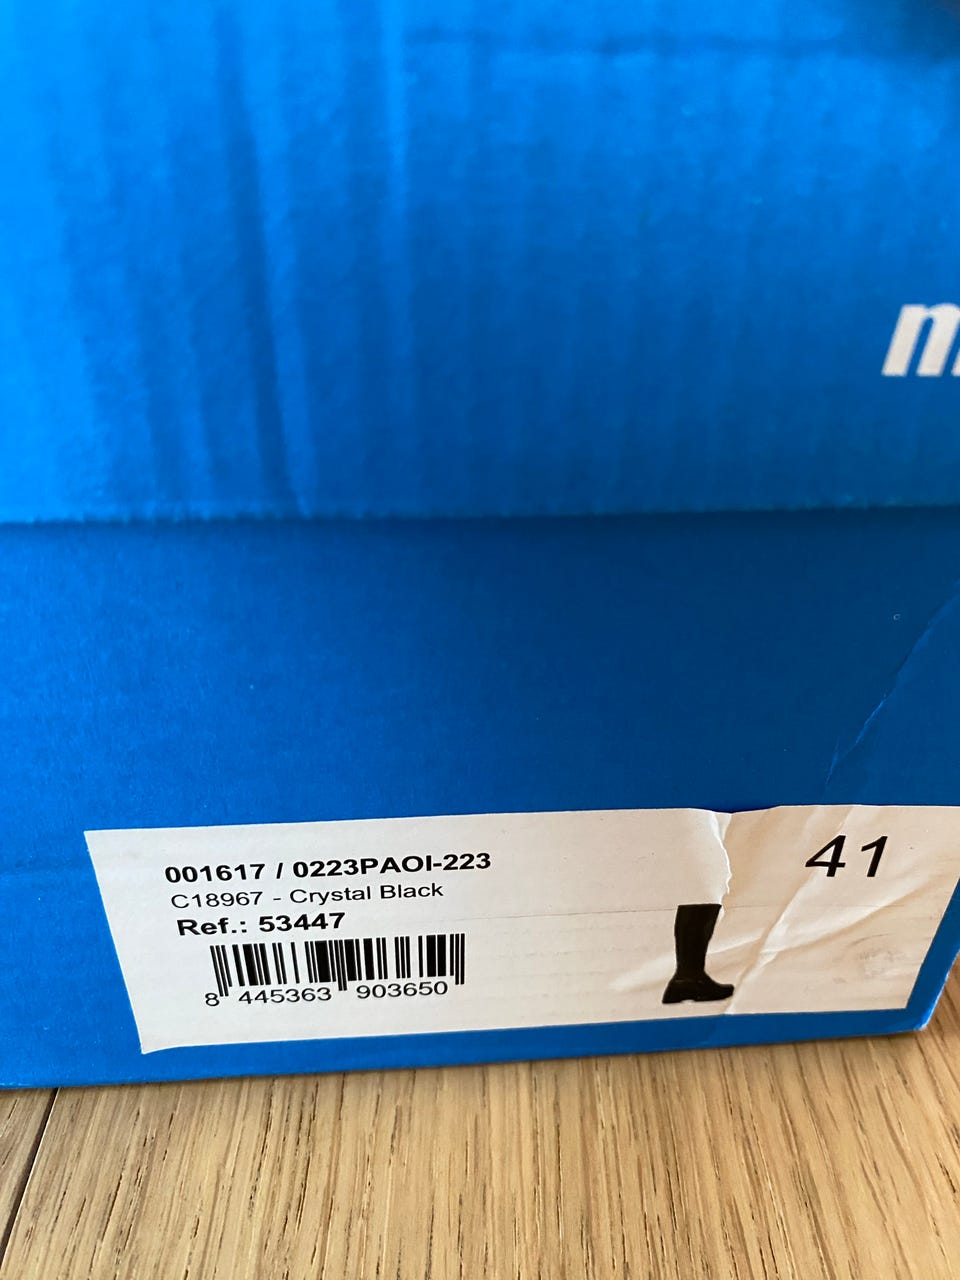 m
001617 / 0223PAOI-223
41
C18967 - Crystal Black
Ref.: 53447
8 445363 903650